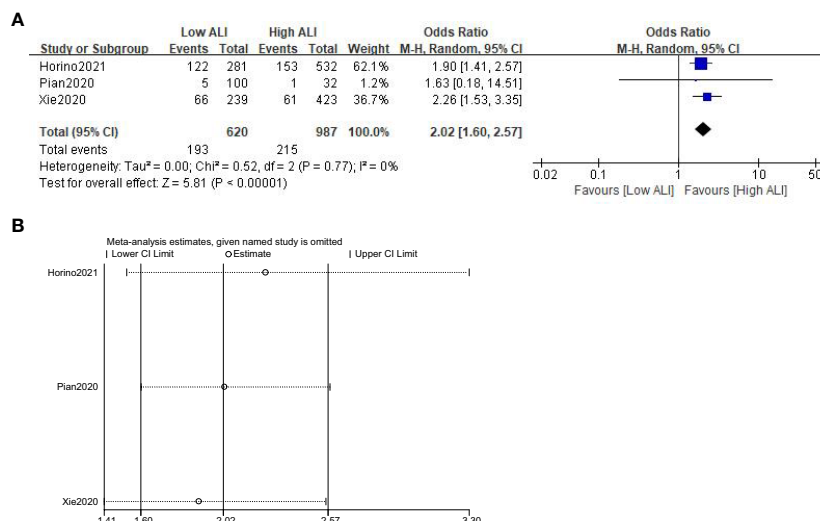 A
Low ALI High ALI Odds Ratio Odds Ratio
Study or Subgroup Events Total Events Total Weight M-H, Random, 95% CI M-H, Random, 95% CI
Horino2021 122 281 153 532 62.1% 1.90 [1.41, 2.57]
Pian2020 5 100 1 32 1.2% 1.63 [0.18, 14.51]
Xie2020 66 239 61 423 36.7% 2.26 [1.53, 3.35]
Total (95% CI) 620 987 100.0% 2.02 [1.60, 2.57]
Total events 193 215
Heterogeneity: Tau² = 0.00; Chi² = 0.52, df = 2 (P = 0.77); I² = 0%
Test for overall effect: Z = 5.81 (P < 0.00001)
0.02 0.1 1 10 50
Favours [Low ALI] Favours [High ALI]
B
Meta-analysis estimates, given named study is omitted
Lower CI Limit Estimate Upper CI Limit
Horino2021
Pian2020
Xie2020
1.41 1.60 2.02 2.57 3.30